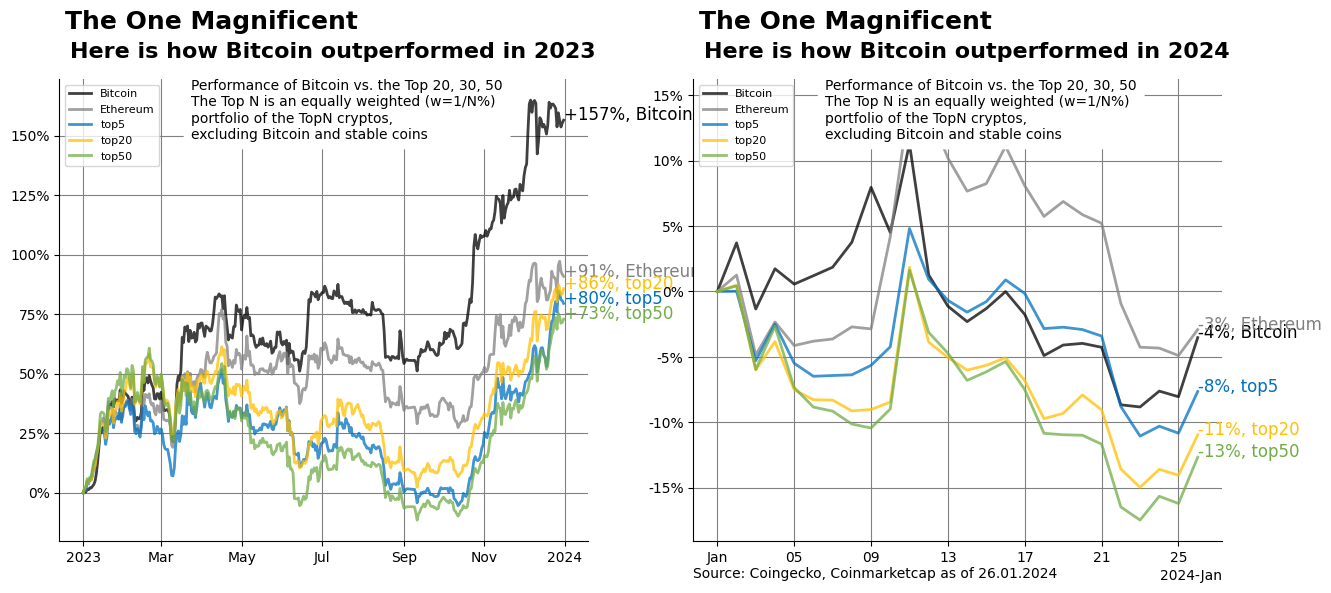 The One Magnificent
Here is how Bitcoin outperformed in 2023
Performance of Bitcoin vs. the Top 20, 30, 50
The Top N is an equally weighted (w=1/N%)
portfolio of the TopN cryptos,
excluding Bitcoin and stable coins
Bitcoin
Ethereum
top5
top20
top50
150%
125%
100%
75%
50%
25%
0%
+157%, Bitcoin
+91%, Ethereum
+86%, top20
+80%, top5
+73%, top50
2023
Mar
May
Jul
Sep
Nov
2024
The One Magnificent
Here is how Bitcoin outperformed in 2024
Performance of Bitcoin vs. the Top 20, 30, 50
The Top N is an equally weighted (w=1/N%)
portfolio of the TopN cryptos,
excluding Bitcoin and stable coins
Bitcoin
Ethereum
top5
top20
top50
15%
10%
5%
0%
-5%
-10%
-15%
-3%, Ethereum
-4%, Bitcoin
-8%, top5
-11%, top20
-13%, top50
Jan
05
09
13
17
21
25
2024-Jan
Source: Coingecko, Coinmarketcap as of 26.01.2024